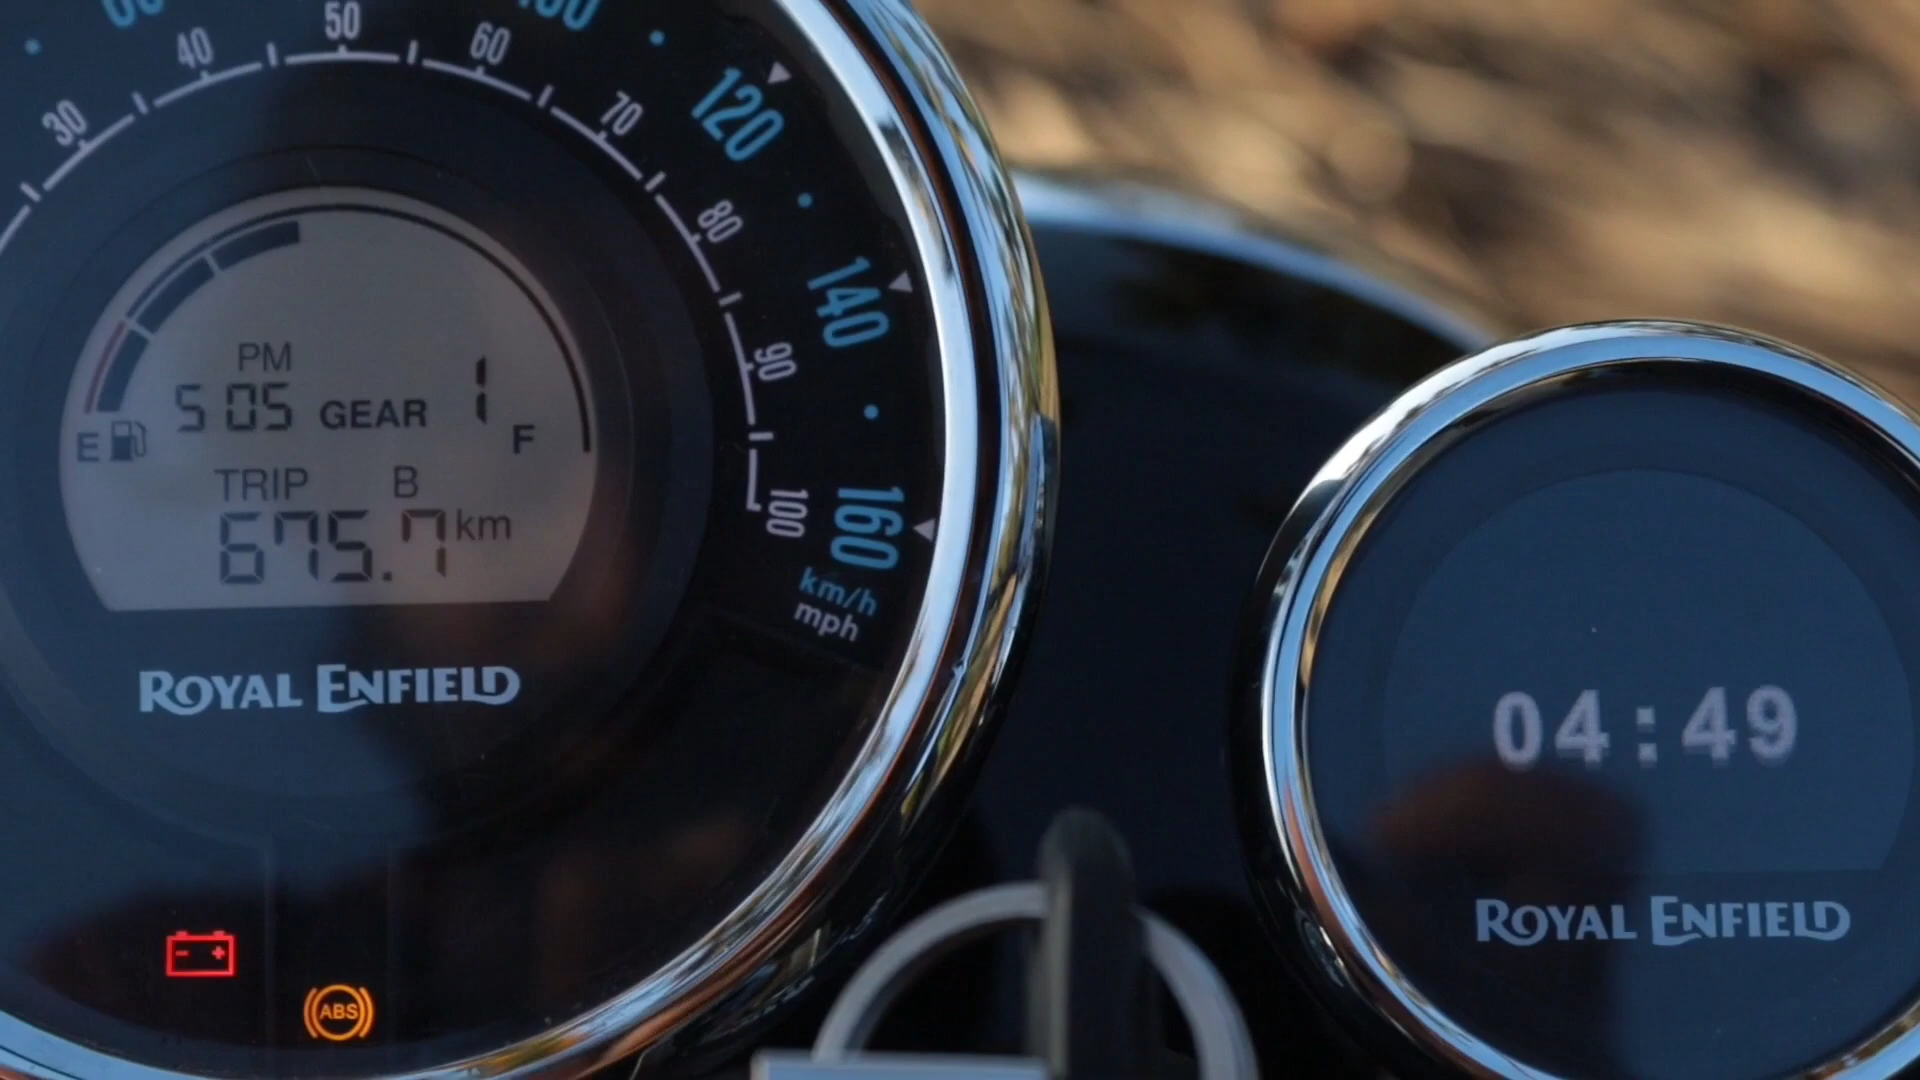 30
40
50
60
70
80
90
100
120
140
160
km/h
mph
PM
5 05 GEAR 1
E F
TRIP B
675.7 km
ROYAL ENFIELD
ABS
04:49
ROYAL ENFIELD